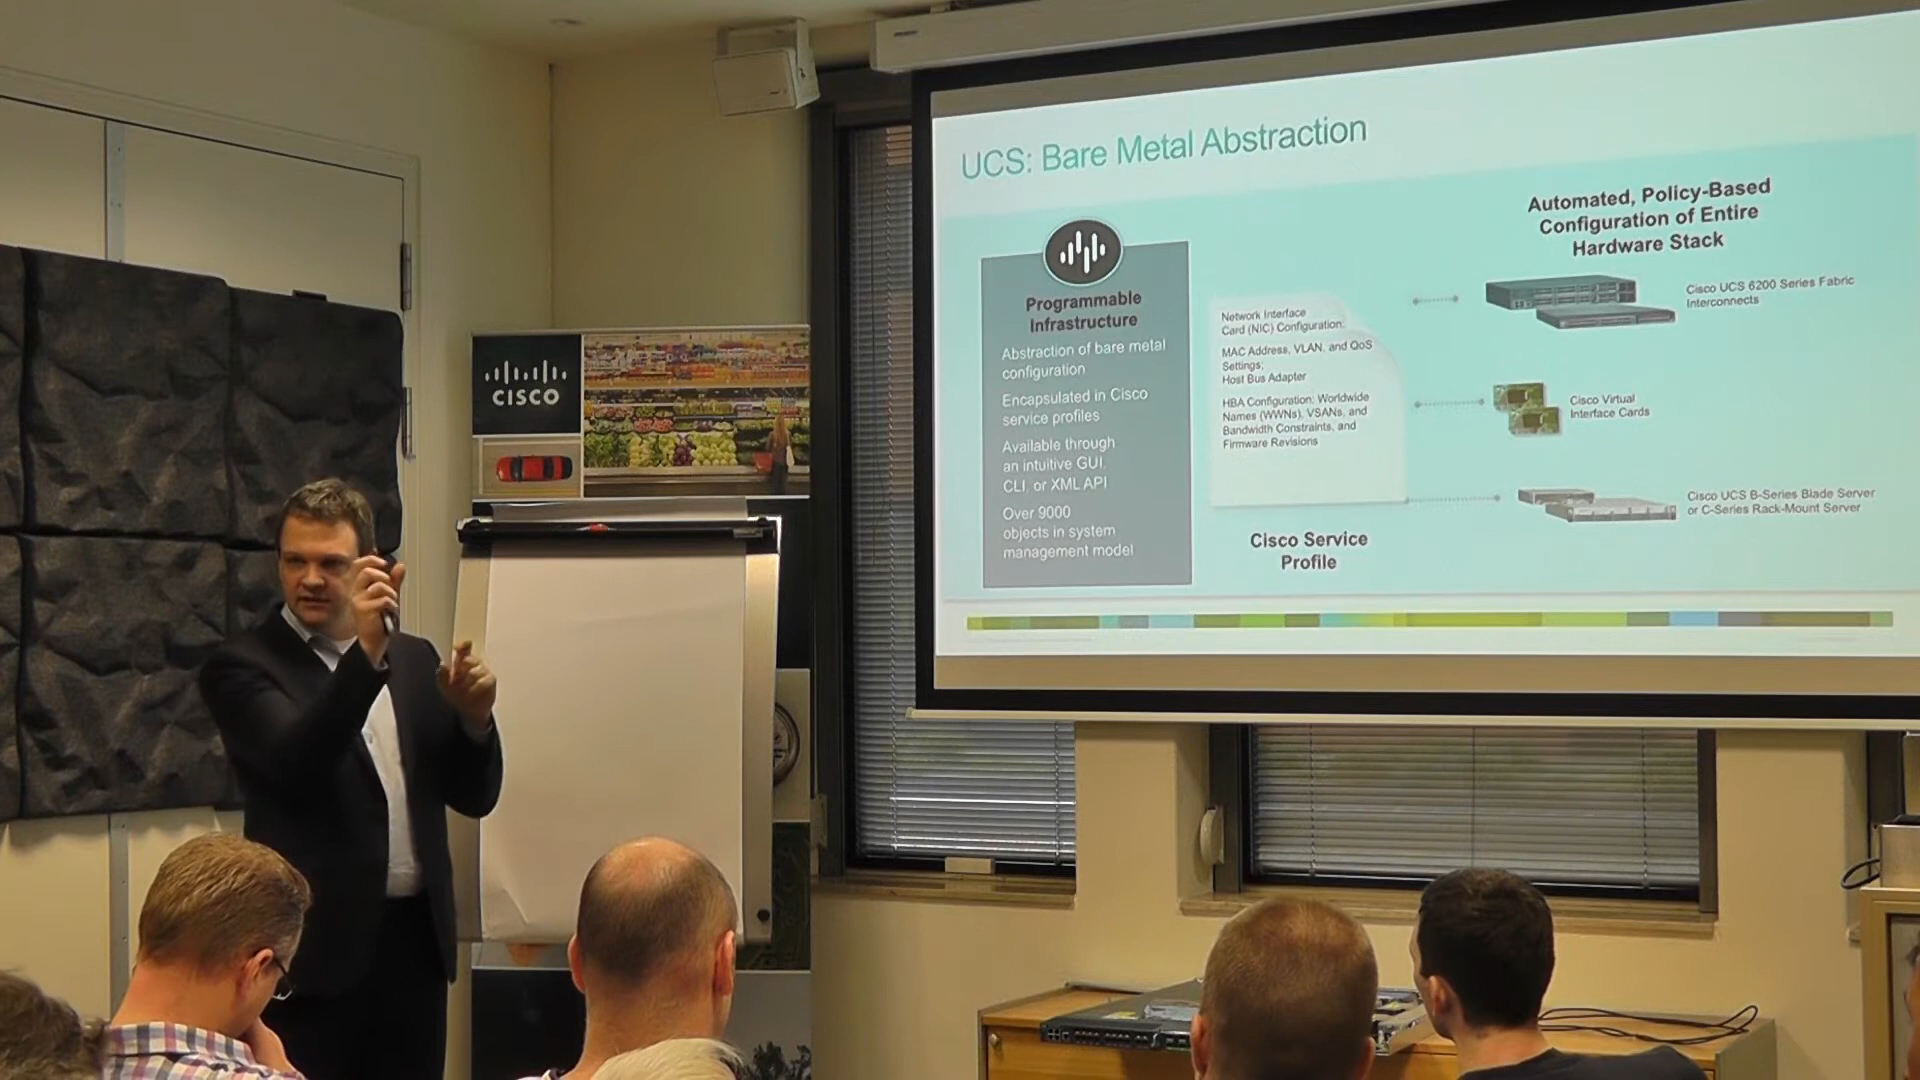 UCS: Bare Metal Abstraction
Programmable
Infrastructure
Abstraction of bare metal
configuration
Encapsulated in Cisco
service profiles
Available through
an intuitive GUI,
CLI, or XML API
Over 9000
objects in system
management model
Network Interface
Card (NIC) Configuration:
MAC Address, VLAN, and QoS
Settings;
Host Bus Adapter
HBA Configuration: Worldwide
Names (WWNs), VSANs, and
Bandwidth Constraints, and
Firmware Revisions
Cisco Service
Profile
Automated, Policy-Based
Configuration of Entire
Hardware Stack
Cisco UCS 6200 Series Fabric
Interconnects
Cisco Virtual
Interface Cards
Cisco UCS B-Series Blade Server
or C-Series Rack-Mount Server
CISCO